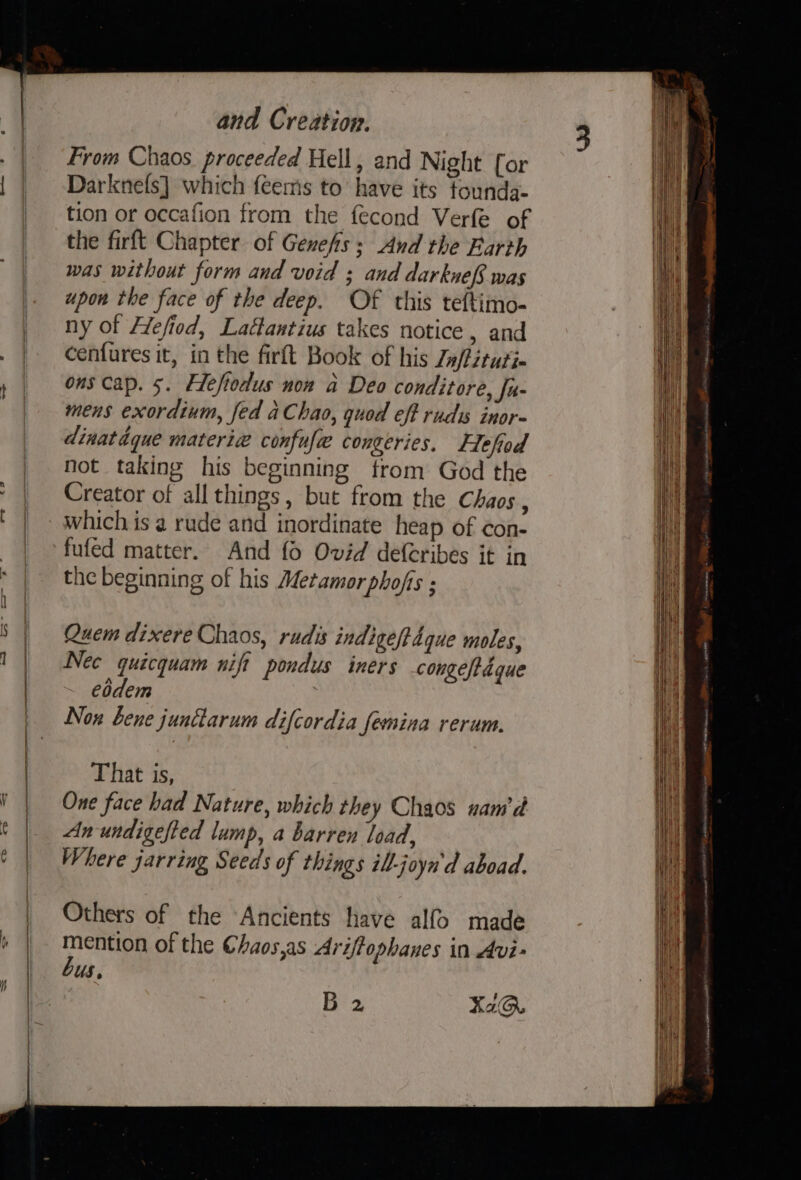 and Creation.
3
From Chaos proceeded Hell, and Night [or
Darkneſs] which ſeems to have its founda-
tion or occaſion from the ſecond Verſe of
the firſt Chapter of Geneſis; And the Earth
was without form and void; and darkneſs was
upon the face of the deep. Of this teſtimo-
ny of Heſiod, Lactantius takes notice, and
cenſures it, in the firſt Book of his Inſtituti-
ons cap. 5. Heſiodus non à Deo conditore, ſu-
mens exordium, ſed à Chao, quod eſt rudis inor-
dinatáque materiæ confuſæ congeries. Heſiod
not taking his beginning from God the
Creator of all things, but from the Chaos,
which is a rude and inordinate heap of con-
fuſed matter. And ſo Ovid deſcribes it in
the beginning of his Metamorphoſis;
Quem dixere Chaos, rudis indigeſtáque moles,
Nec quicquam niſi pondus iners congeſtáque
eôdem
Non bene junctarum diſcordia ſemina rerum.
That is,
One face had Nature, which they Chaos nam'd
An undigeſted lump, a barren load,
Where jarring Seeds of things ill-joyn'd aboad.
Others of the Ancients have alſo made
mention of the Chaos, as Ariſtophanes in Avi-
bus.
B 2
Χάος